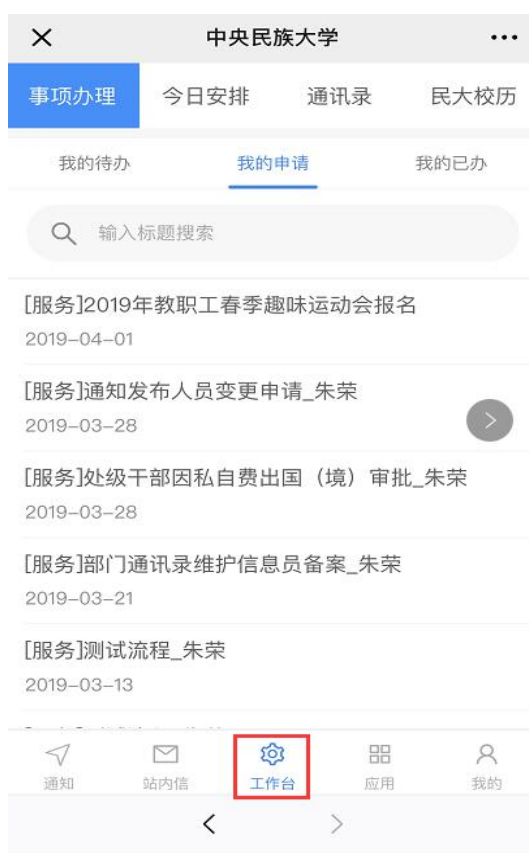 中央民族大学
事项办理 今日安排 通讯录 民大校历
我的待办 我的申请 我的已办
输入标题搜索
[服务]2019年教职工春季趣味运动会报名
2019-04-01
[服务]通知发布人员变更申请_朱荣
2019-03-28
[服务]处级干部因私自费出国（境）审批_朱荣
2019-03-28
[服务]部门通讯录维护信息员备案_朱荣
2019-03-21
[服务]测试流程_朱荣
2019-03-13
通知 站内信 工作台 应用 我的